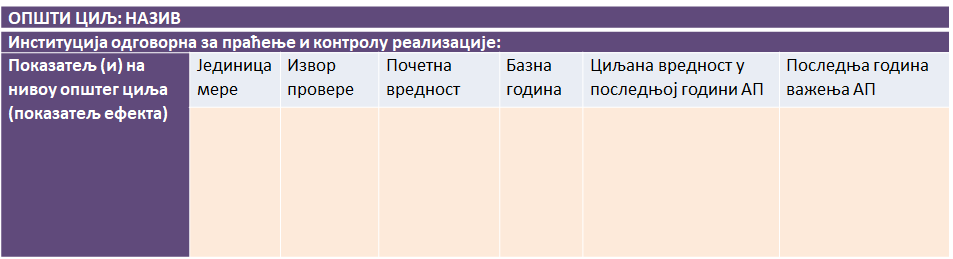 ОПШТИ ЦИЉ: НАЗИВ
Институција одговорна за праћење и контролу реализације:
Показатељ (и) на
нивоу општег циља
(показатељ ефекта)
Јединица
мере
Извор
провере
Почетна
вредност
Базна
година
Циљана вредност у
последњој години АП
Последња година
важења АП